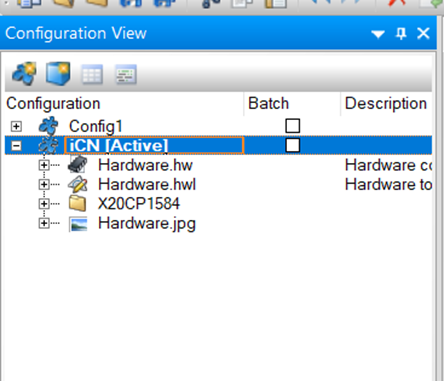 Configuration View
Configuration Batch Description
Config1
iCN [Active]
Hardware.hw Hardware co
Hardware.hwl Hardware to
X20CP1584
Hardware.jpg